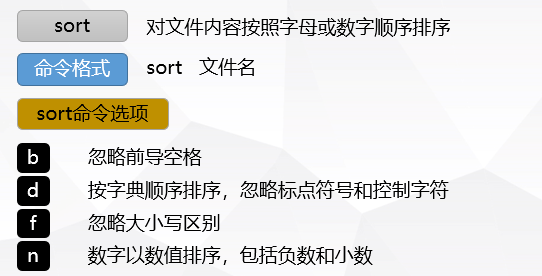 sort 对文件内容按照字母或数字顺序排序
命令格式 sort 文件名
sort命令选项
b 忽略前导空格
d 按字典顺序排序，忽略标点符号和控制字符
f 忽略大小写区别
n 数字以数值排序，包括负数和小数